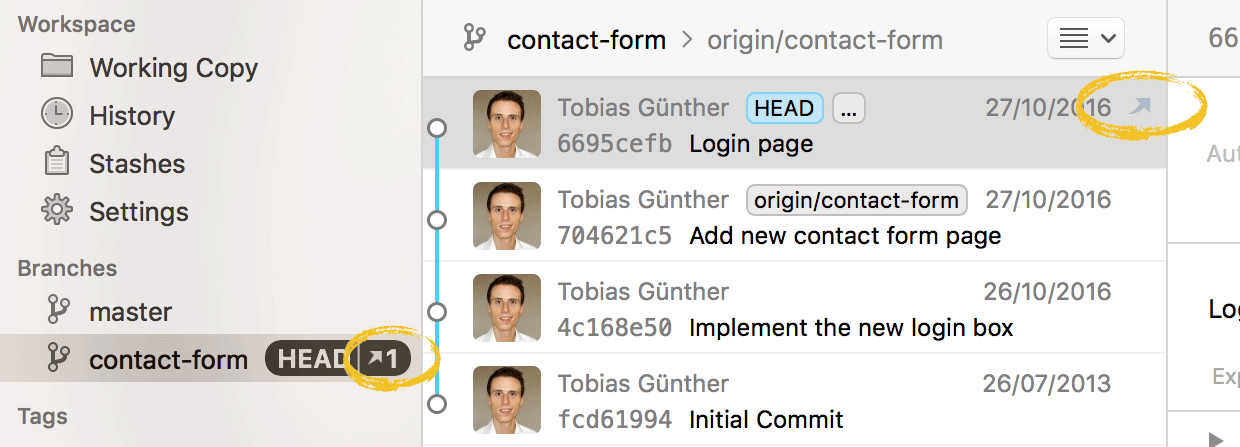 Workspace
Working Copy
History
Stashes
Settings
Branches
master
contact-form HEAD 1
Tags
contact-form > origin/contact-form
Tobias Günther HEAD ... 27/10/2016
6695cefb Login page
Tobias Günther origin/contact-form 27/10/2016
704621c5 Add new contact form page
Tobias Günther 26/10/2016
4c168e50 Implement the new login box
Tobias Günther 26/07/2013
fcd61994 Initial Commit
66
Aut
Log
Exp